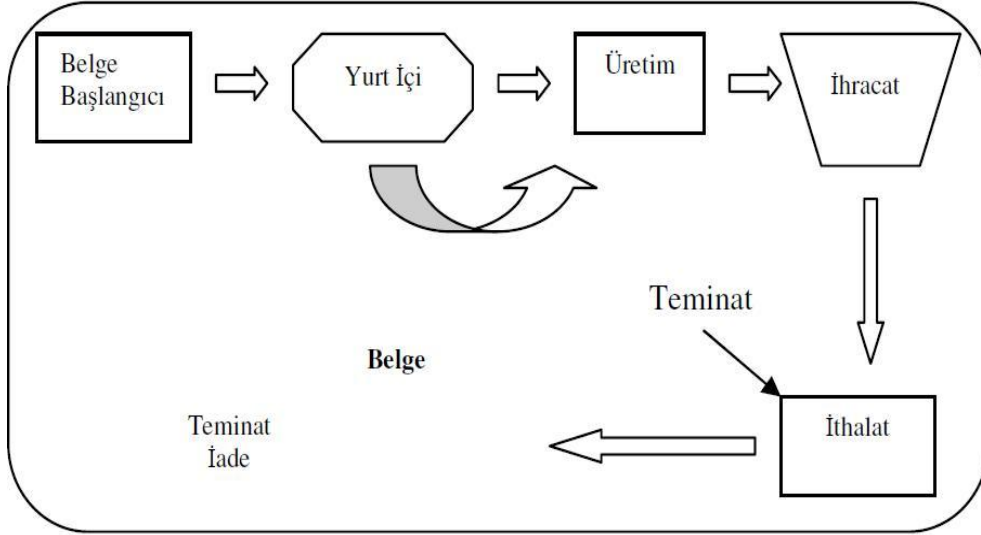 Belge
Başlangıcı
Yurt İçi
Üretim
İhracat
Teminat
Belge
Teminat
İade
İthalat